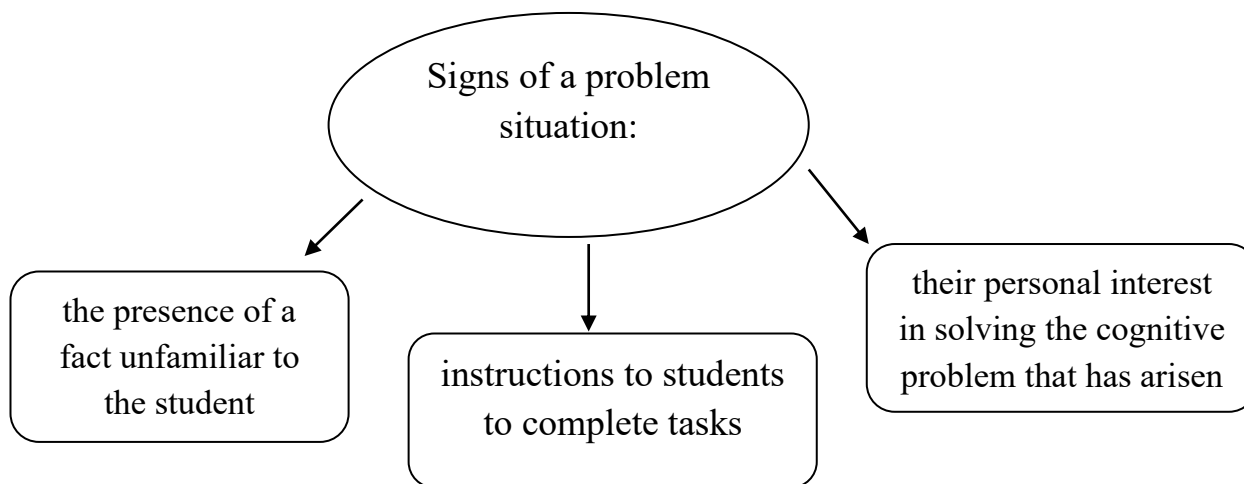 Signs of a problem
situation:
the presence of a
fact unfamiliar to
the student
instructions to students
to complete tasks
their personal interest
in solving the cognitive
problem that has arisen